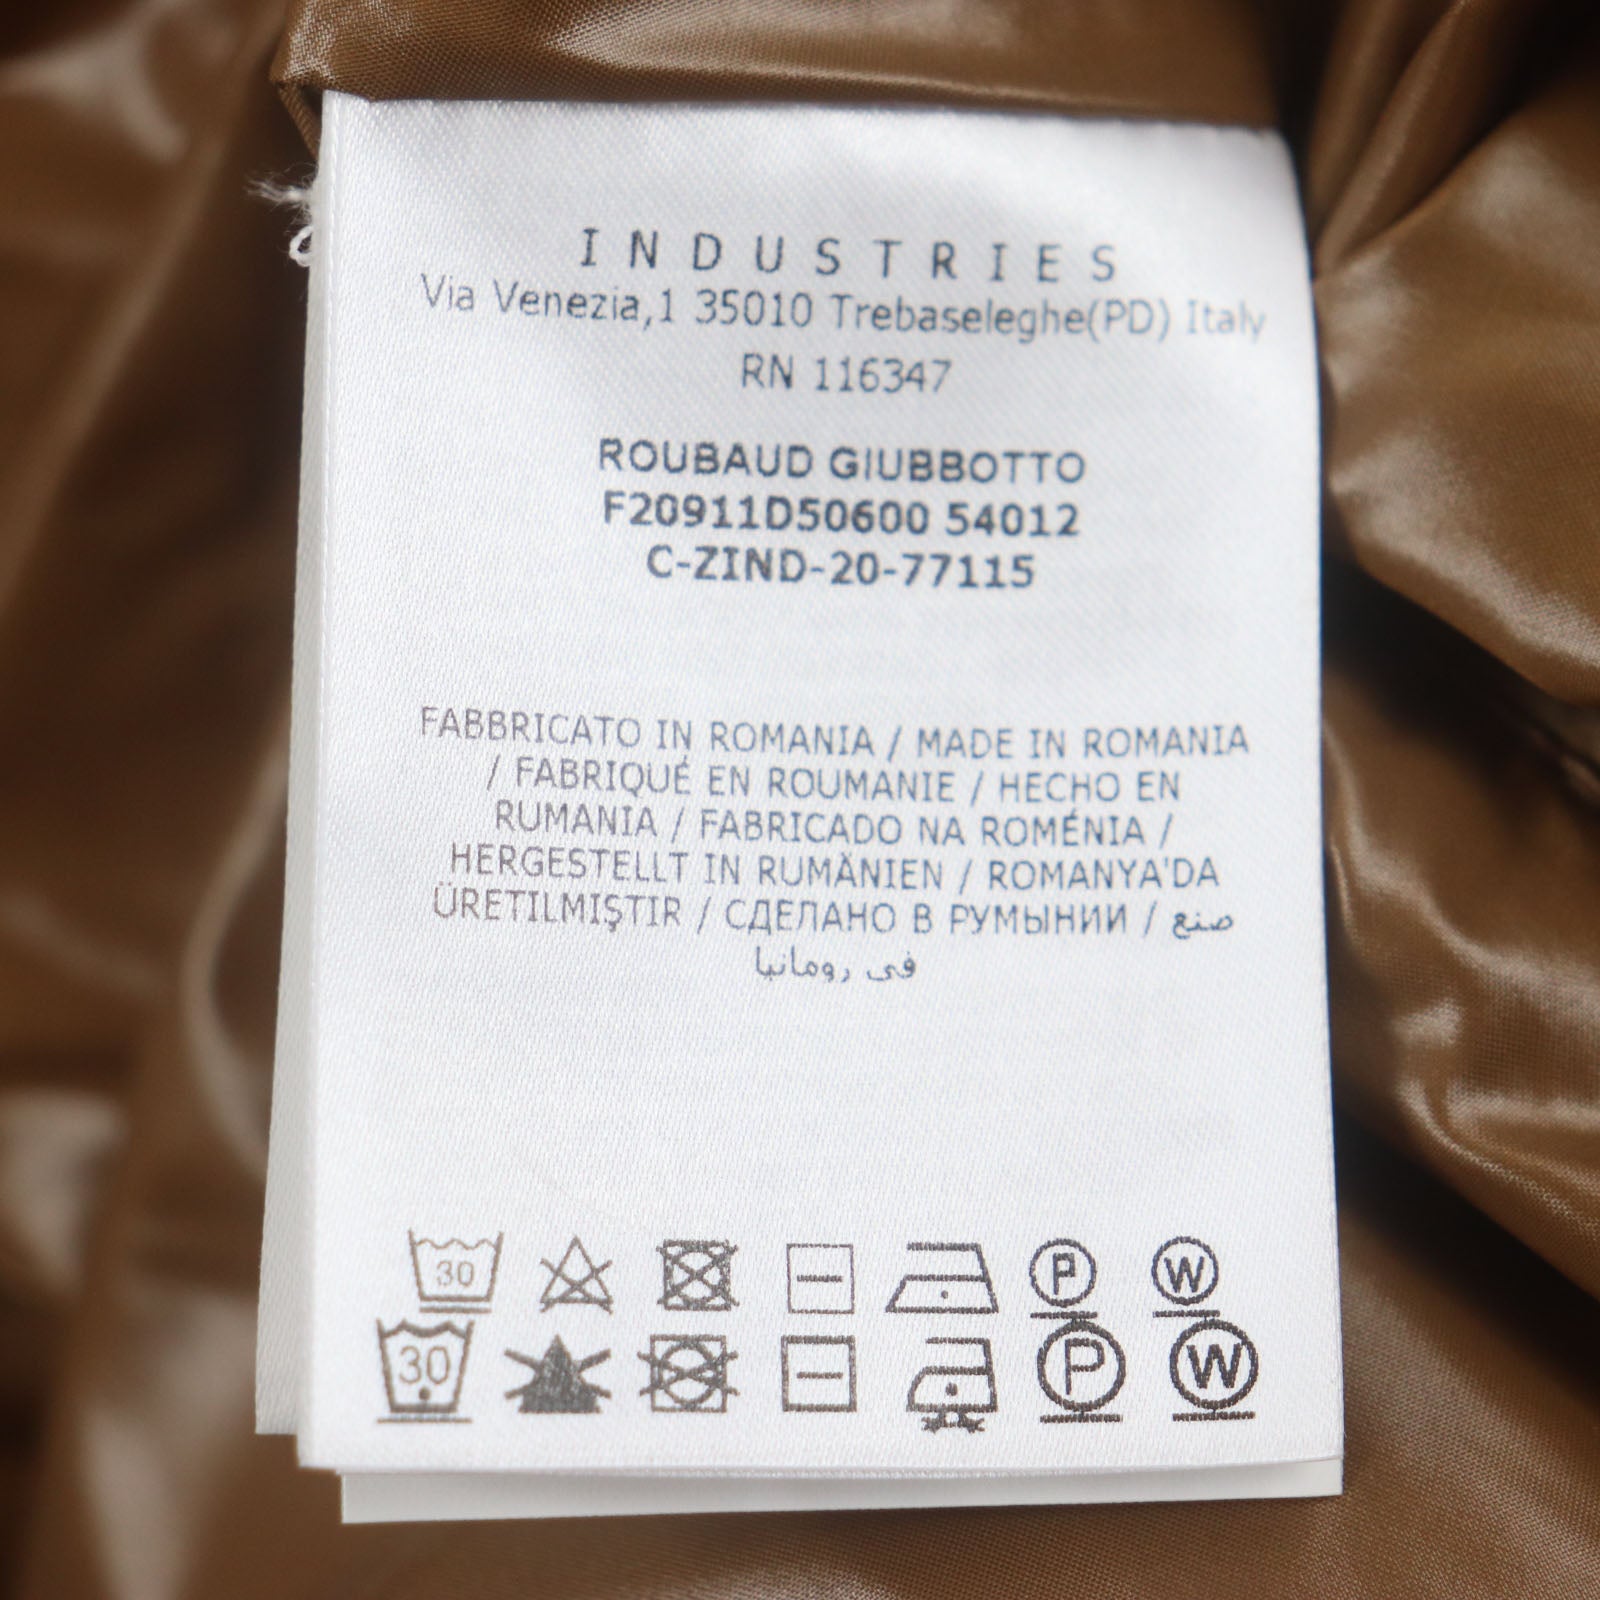 INDUSTRIES
Via Venezia,1 35010 Trebaseleghe(PD) Italy
RN 116347
ROUBAUD GIUBBOTTO
F20911D50600 54012
C-ZIND-20-77115
FABBRICATO IN ROMANIA / MADE IN ROMANIA
/ FABRIQUÉ EN ROUMANIE / HECHO EN
RUMANIA / FABRICADO NA ROMÉNIA /
HERGESTELLT IN RUMÄNIEN / ROMANYA'DA
ÜRETILMIŞTIR / СДЕЛАНО В РУМЫНИИ / صنع
في رومانيا
30 P W
30 P W